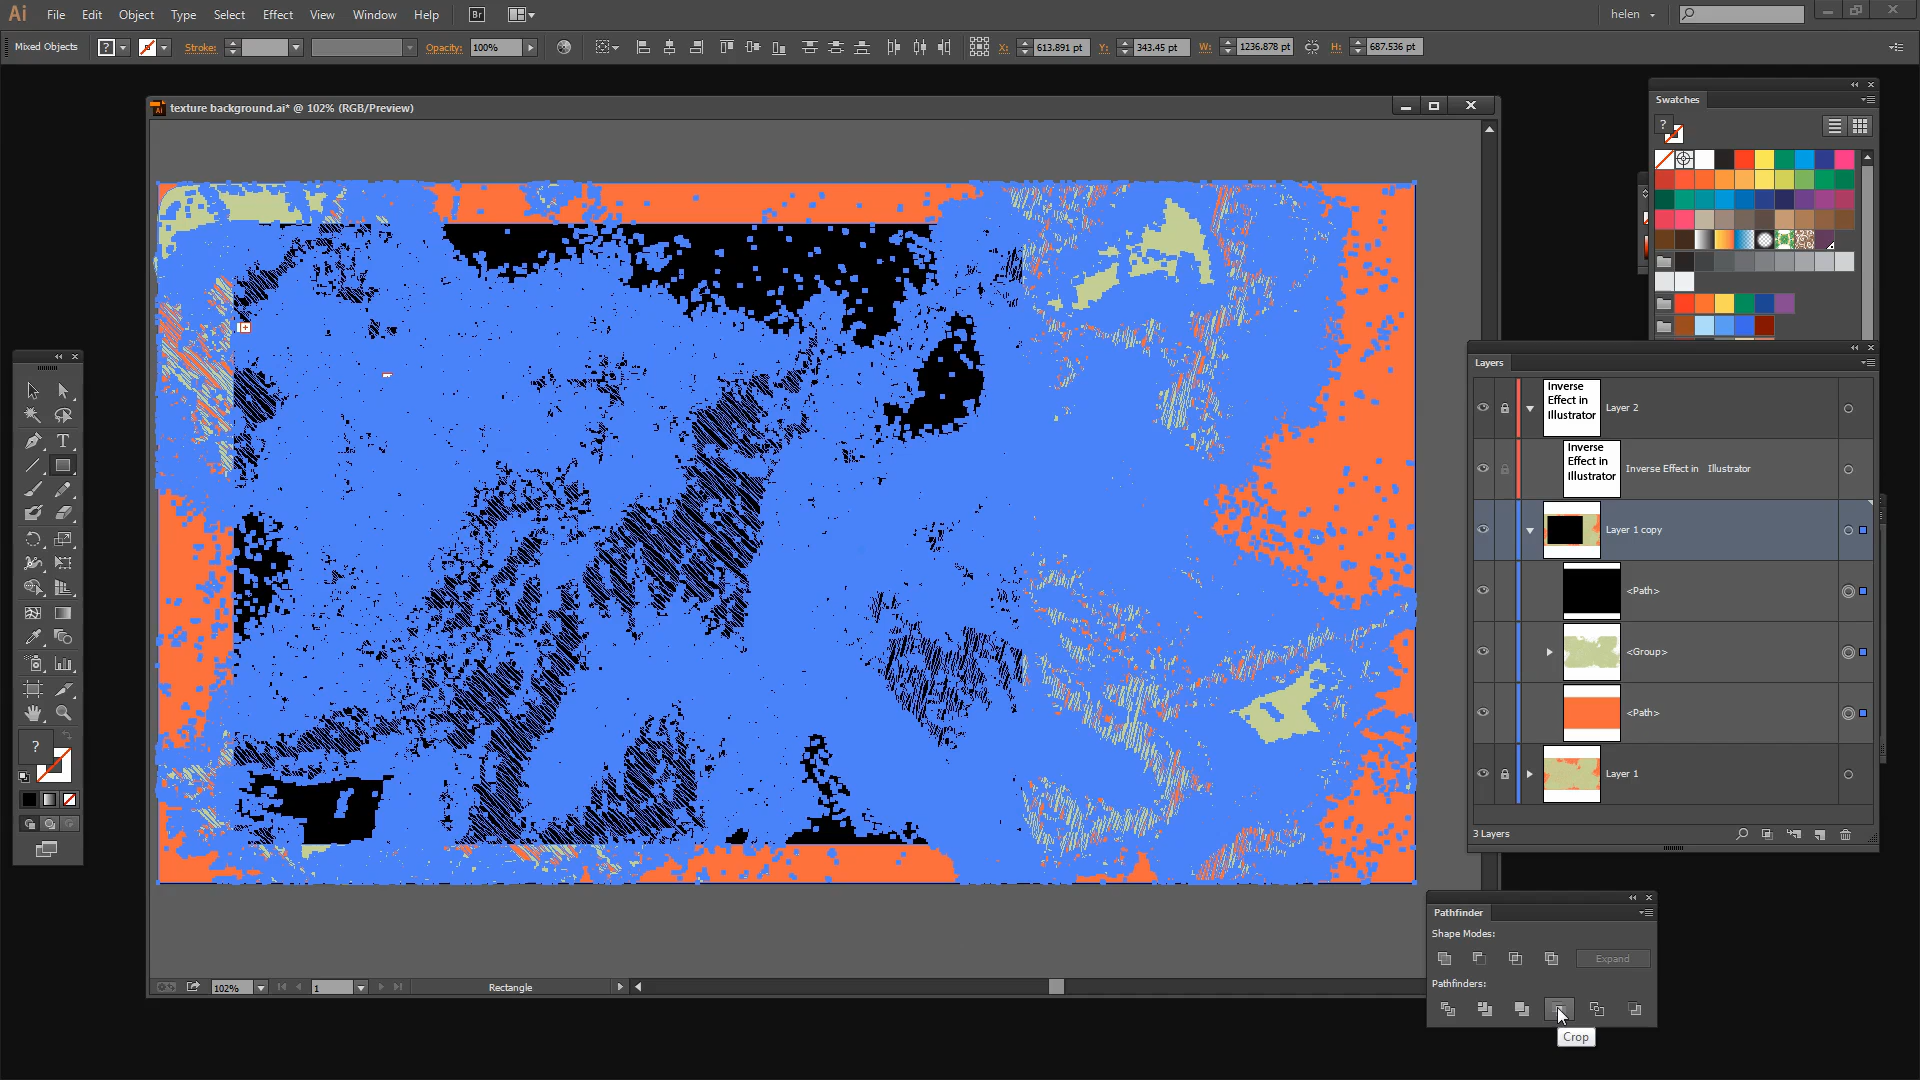 Ai File Edit Object Type Select Effect View Window Help Br helen
Mixed Objects ? Stroke: Opacity: 100% X: 613.891 pt Y: 343.45 pt W: 1236.878 pt H: 687.536 pt
texture background.ai* @ 102% (RGB/Preview)
Swatches
?
Layers
Inverse
Effect in
Illustrator
Layer 2
Inverse
Effect in
Illustrator
Inverse Effect in Illustrator
Layer 1 copy
<Path>
<Group>
<Path>
Layer 1
3 Layers
T
?
Pathfinder
Shape Modes:
Expand
Pathfinders:
Crop
102% 1 Rectangle